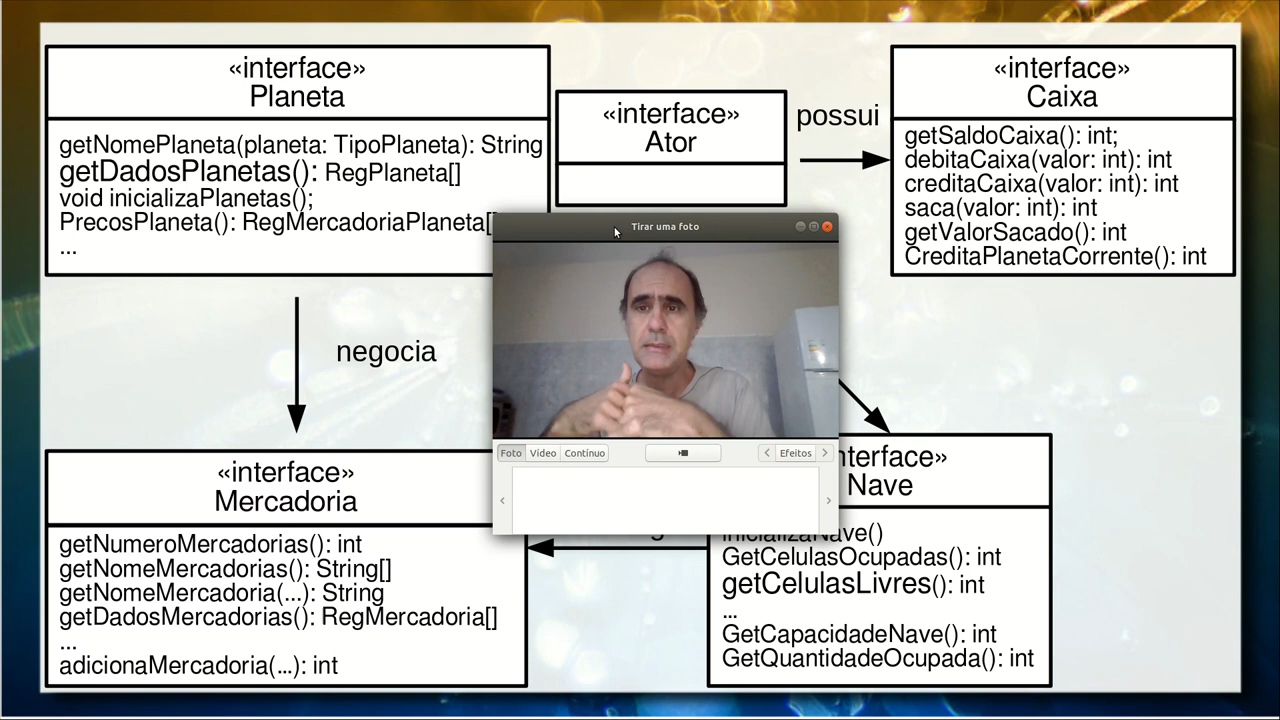 «interface»
Planeta
getNomePlaneta(planeta: TipoPlaneta): String
getDadosPlanetas(): RegPlaneta[]
void inicializaPlanetas();
PrecosPlaneta(): RegMercadoriaPlaneta[
...
«interface»
Ator
possui
«interface»
Caixa
getSaldoCaixa(): int;
debitaCaixa(valor: int): int
creditaCaixa(valor: int): int
saca(valor: int): int
getValorSacado(): int
CreditaPlanetaCorrente(): int
Tirar uma foto
Foto
Vídeo
Contínuo
Efeitos
negocia
«interface»
Mercadoria
getNumeroMercadorias(): int
getNomeMercadorias(): String[]
getNomeMercadoria(...): String
getDadosMercadorias(): RegMercadoria[]
...
adicionaMercadoria(...): int
terface»
Nave
inicializaNave()
GetCelulasOcupadas(): int
getCelulasLivres(): int
...
GetCapacidadeNave(): int
GetQuantidadeOcupada(): int